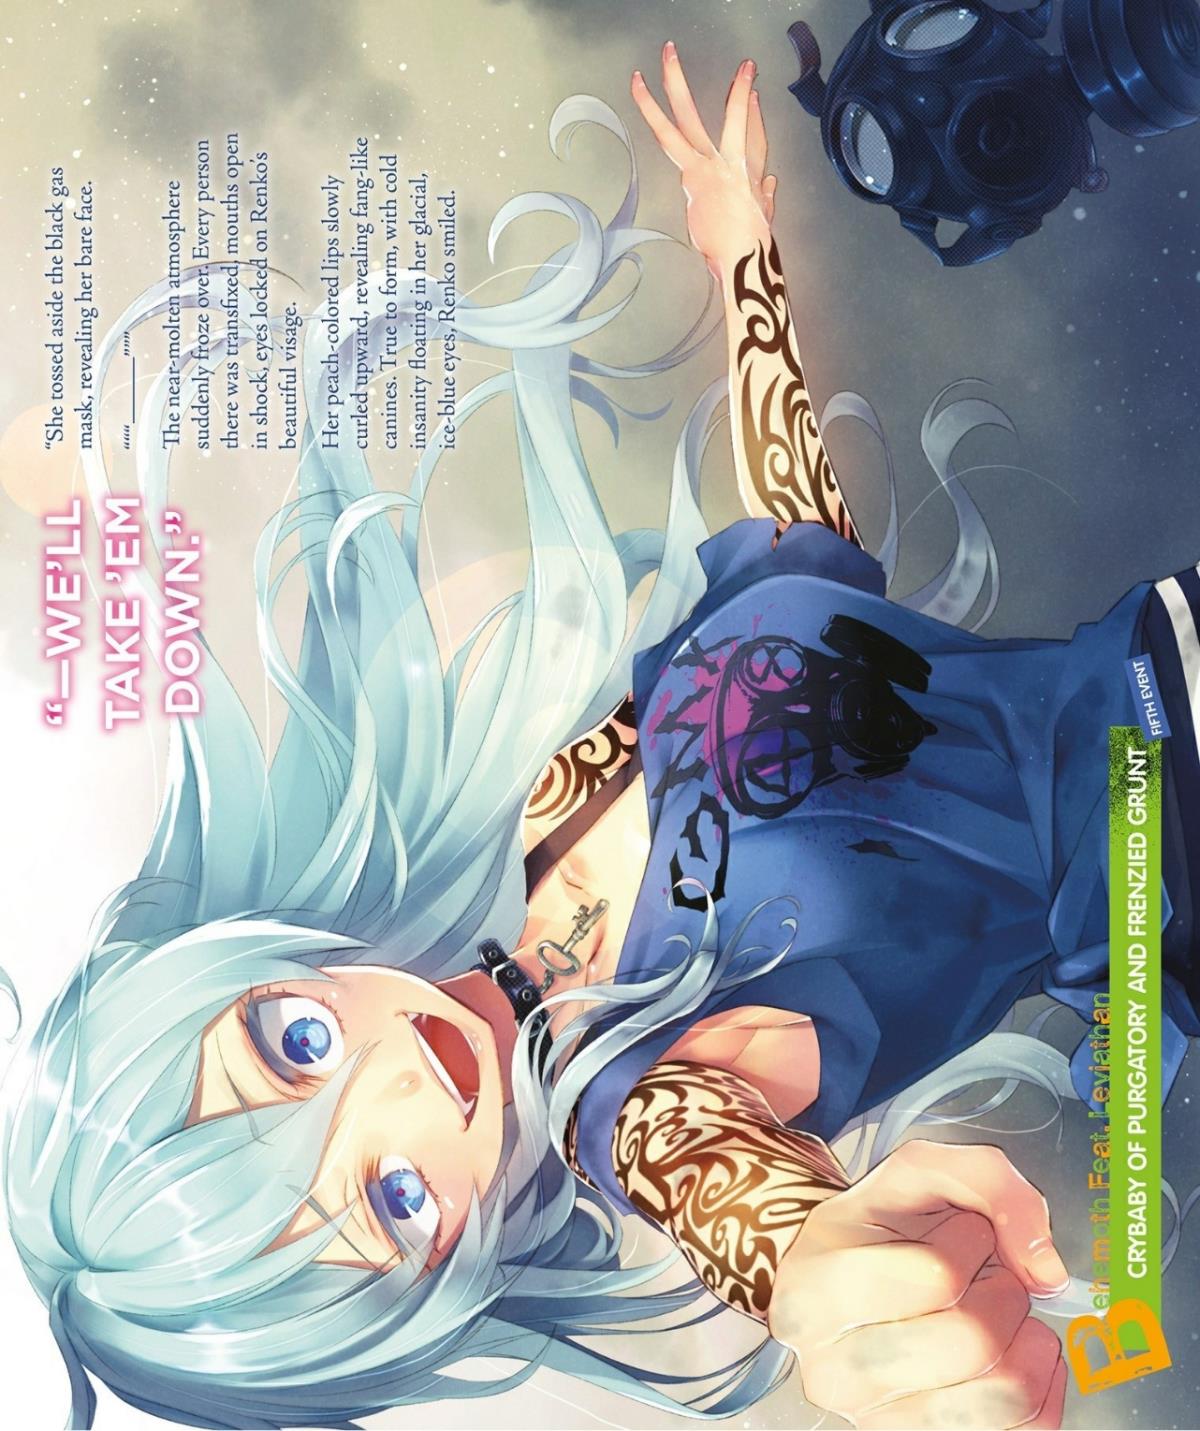 “—WE’LL
TAKE ’EM
DOWN.”
“She tossed aside the black gas
mask, revealing her bare face.
“““______”””
The near-molten atmosphere
suddenly froze over. Every person
there was transfixed, mouths open
in shock, eyes locked on Renko’s
beautiful visage.
Her peach-colored lips slowly
curled upward, revealing fang-like
canines. True to form, with cold
insanity floating in her glacial,
ice-blue eyes, Renko smiled.
GMK
Behemoth Feat. Leviathan
CRYBABY OF PURGATORY AND FRENZIED GRUNT
FIFTH EVENT